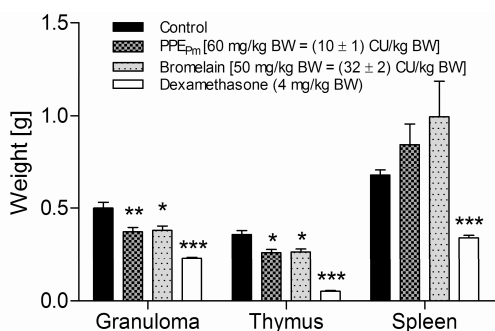 1.5
Control
PPEPm [60 mg/kg BW = (10 ± 1) CU/kg BW]
Bromelain [50 mg/kg BW = (32 ± 2) CU/kg BW]
Dexamethasone (4 mg/kg BW)
1.0
Weight [g]
0.5
** * *** * * *** ***
0.0
Granuloma Thymus Spleen